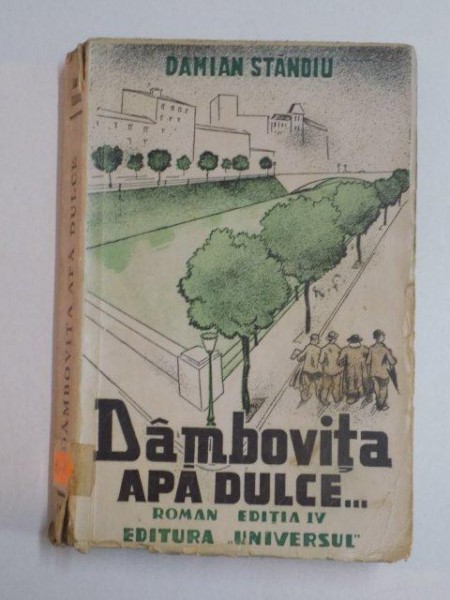 DAMIAN STĂNOIU
Dâmbovița
APĂ DULCE...
ROMAN EDIȚIA IV
EDITURA „UNIVERSUL"
DÂMBOVIȚA APĂ DULCE